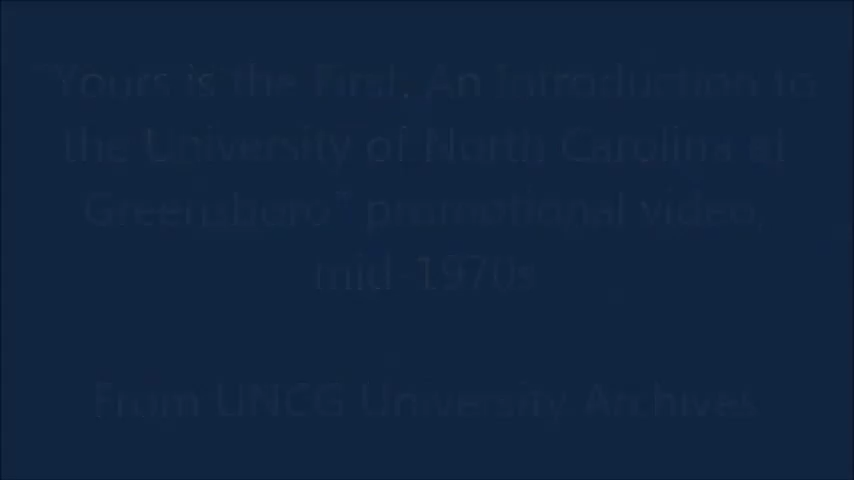 "Yours is the First: An Introduction to
the University of North Carolina at
Greensboro" promotional video,
mid-1970s
From UNCG University Archives